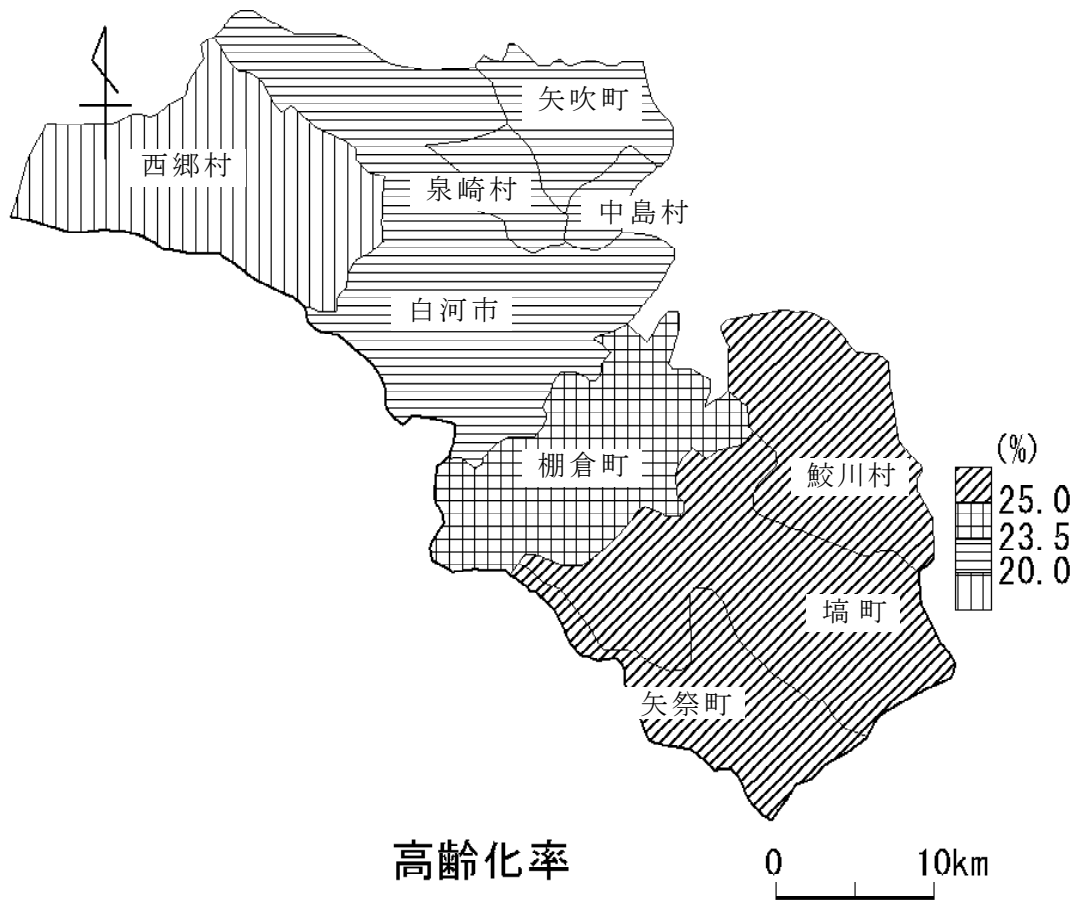 矢吹町
西郷村
泉崎村
中島村
白河市
棚倉町
鮫川村
(%)
25.0
23.5
20.0
塙町
矢祭町
高齢化率
0 10km